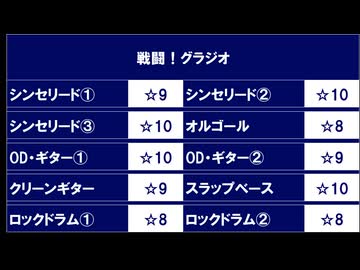 戦闘！グラジオ
シンセリード① ☆9 シンセリード② ☆10
シンセリード③ ☆10 オルゴール ☆8
OD・ギター① ☆10 OD・ギター② ☆9
クリーンギター ☆9 スラップベース ☆10
ロックドラム① ☆8 ロックドラム② ☆8